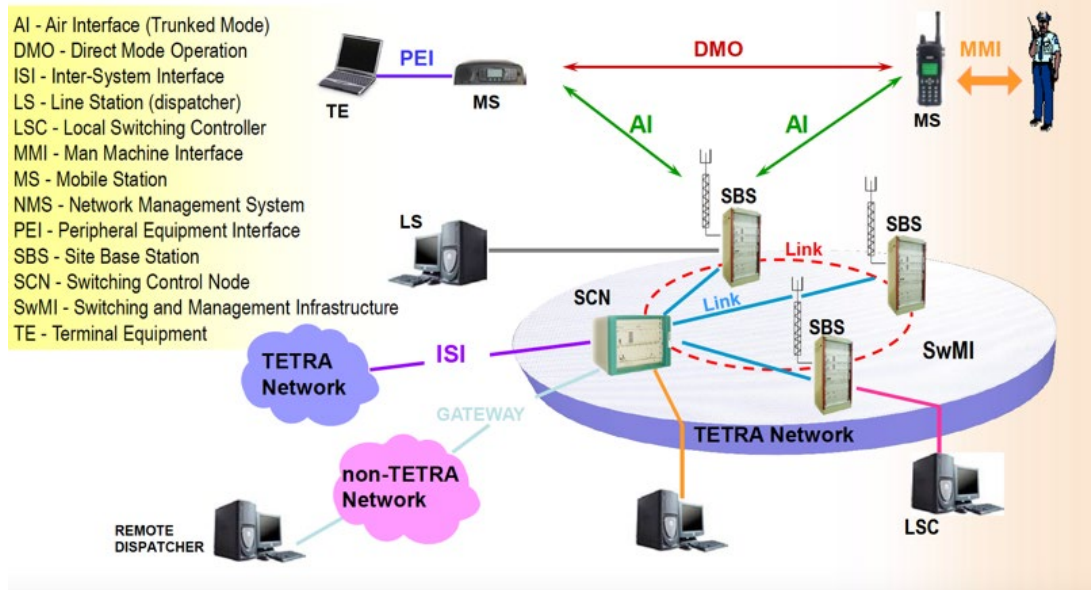 AI - Air Interface (Trunked Mode)
DMO - Direct Mode Operation
ISI - Inter-System Interface
LS - Line Station (dispatcher)
LSC - Local Switching Controller
MMI - Man Machine Interface
MS - Mobile Station
NMS - Network Management System
PEI - Peripheral Equipment Interface
SBS - Site Base Station
SCN - Switching Control Node
SwMI - Switching and Management Infrastructure
TE - Terminal Equipment
PEI
TE
MS
DMO
MMI
MS
AI
AI
SBS
LS
SBS
Link
SCN
Link
SBS
SwMI
TETRA
Network
ISI
GATEWAY
TETRA Network
non-TETRA
Network
LSC
REMOTE
DISPATCHER